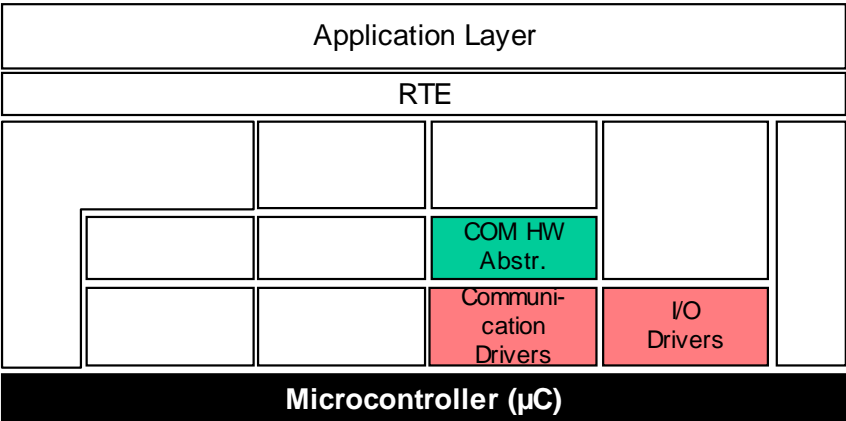 Application Layer
RTE
COM HW
Abstr.
Communi-
cation
Drivers
I/O
Drivers
Microcontroller (µC)